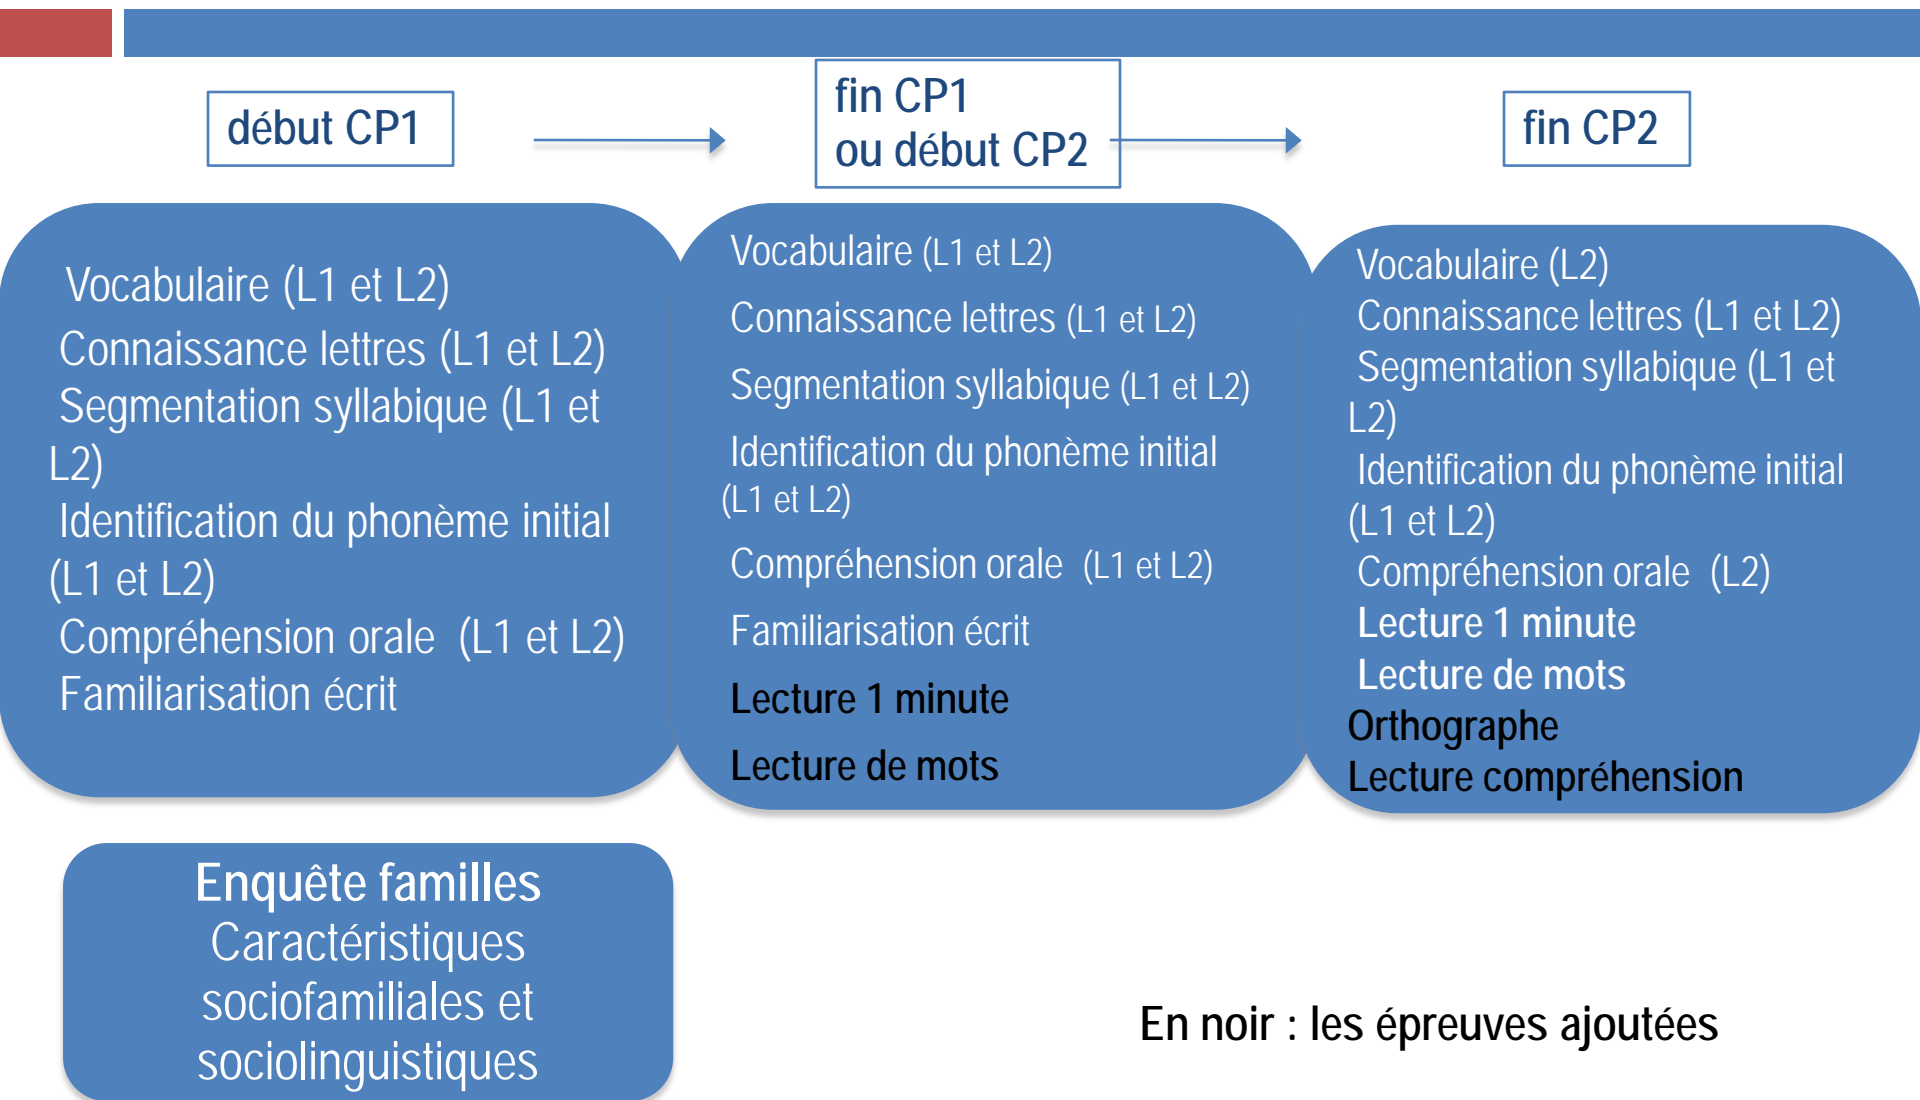 début CP1
fin CP1
ou début CP2
fin CP2
Vocabulaire (L1 et L2)
Connaissance lettres (L1 et L2)
Segmentation syllabique (L1 et
L2)
Identification du phonème initial
(L1 et L2)
Compréhension orale (L1 et L2)
Familiarisation écrit
Vocabulaire (L1 et L2)
Connaissance lettres (L1 et L2)
Segmentation syllabique (L1 et L2)
Identification du phonème initial
(L1 et L2)
Compréhension orale (L1 et L2)
Familiarisation écrit
Lecture 1 minute
Lecture de mots
Vocabulaire (L2)
Connaissance lettres (L1 et L2)
Segmentation syllabique (L1 et
L2)
Identification du phonème initial
(L1 et L2)
Compréhension orale (L2)
Lecture 1 minute
Lecture de mots
Orthographe
Lecture compréhension
Enquête familles
Caractéristiques
sociofamiliales et
sociolinguistiques
En noir : les épreuves ajoutées